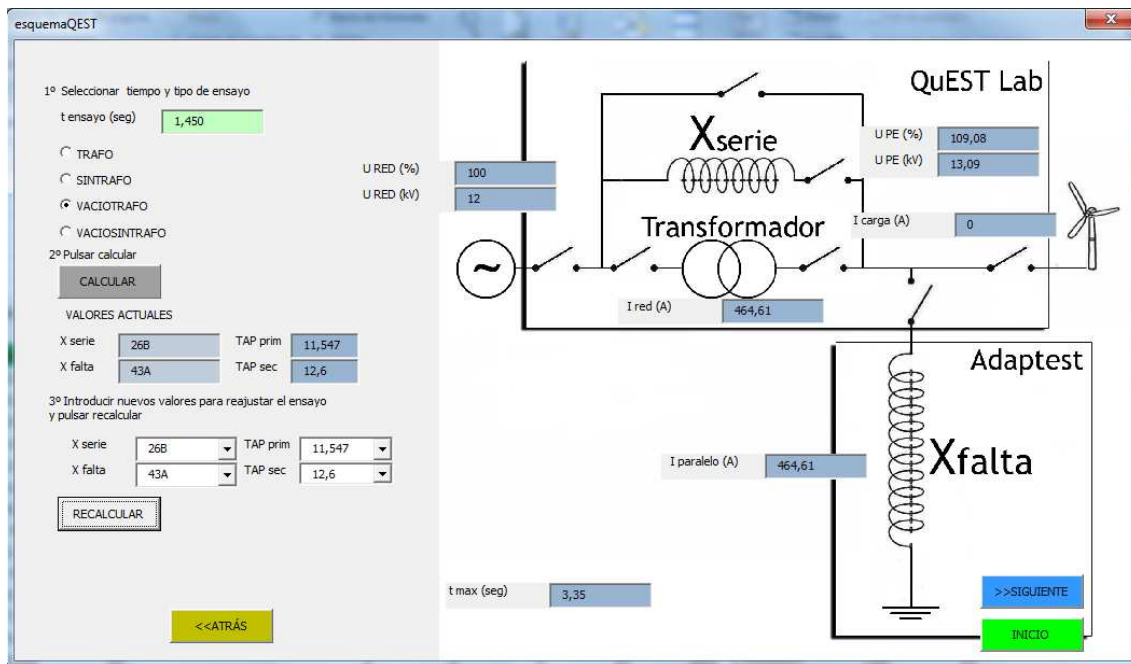 esquemaQEST
1º Seleccionar tiempo y tipo de ensayo
t ensayo (seg) 1,450
TRAFO
SINTRAFO
VACIOTRAFO
VACIOSINTRAFO
2º Pulsar calcular
CALCULAR
VALORES ACTUALES
X serie 26B TAP prim 11,547
X falta 43A TAP sec 12,6
3º Introducir nuevos valores para reajustar el ensayo
y pulsar recalcular
X serie 26B TAP prim 11,547
X falta 43A TAP sec 12,6
RECALCULAR
<<ATRÁS
QuEST Lab
Xserie
U RED (%) 100
U RED (kV) 12
U PE (%) 109,08
U PE (kV) 13,09
Transformador
I carga (A) 0
~
I red (A) 464,61
Adaptest
I paralelo (A) 464,61
Xfalta
t max (seg) 3,35
>>SIGUIENTE
INICIO